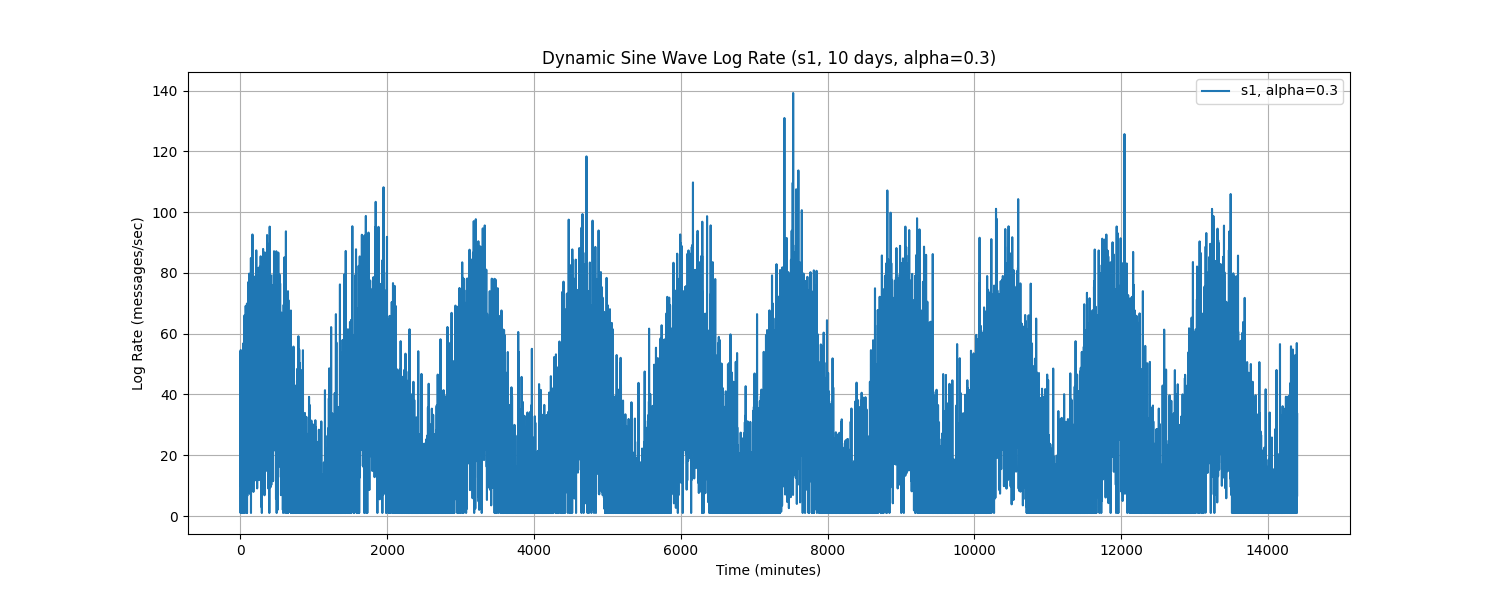 Dynamic Sine Wave Log Rate (s1, 10 days, alpha=0.3)
s1, alpha=0.3
Log Rate (messages/sec)
140
120
100
80
60
40
20
0
0 2000 4000 6000 8000 10000 12000 14000
Time (minutes)